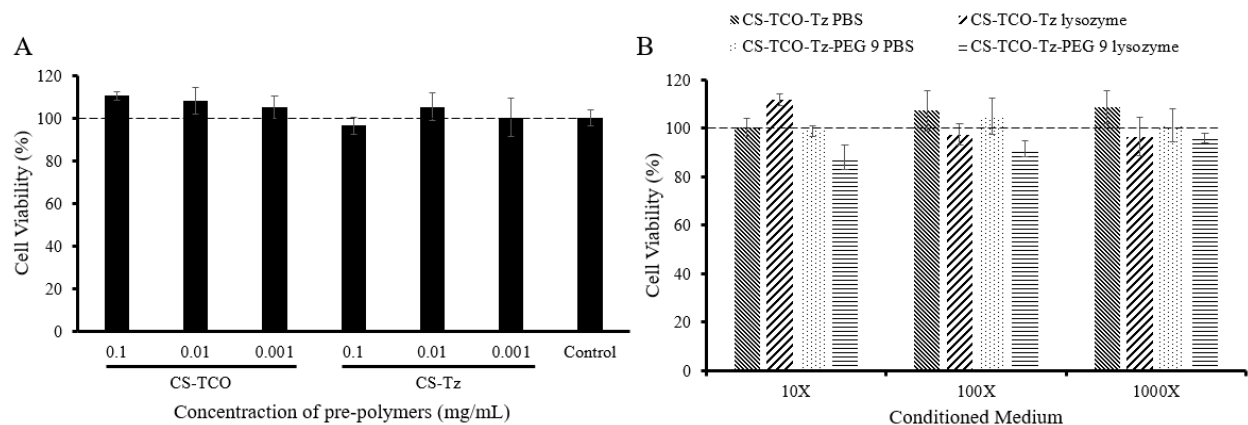 A
Cell Viability (%)
120
100
80
60
40
20
0
0.1 0.01 0.001 0.1 0.01 0.001 Control
CS-TCO CS-Tz
Concentraction of pre-polymers (mg/mL)
B
CS-TCO-Tz PBS CS-TCO-Tz lysozyme
CS-TCO-Tz-PEG 9 PBS CS-TCO-Tz-PEG 9 lysozyme
Cell Viability (%)
120
100
80
60
40
20
0
10X 100X 1000X
Conditioned Medium